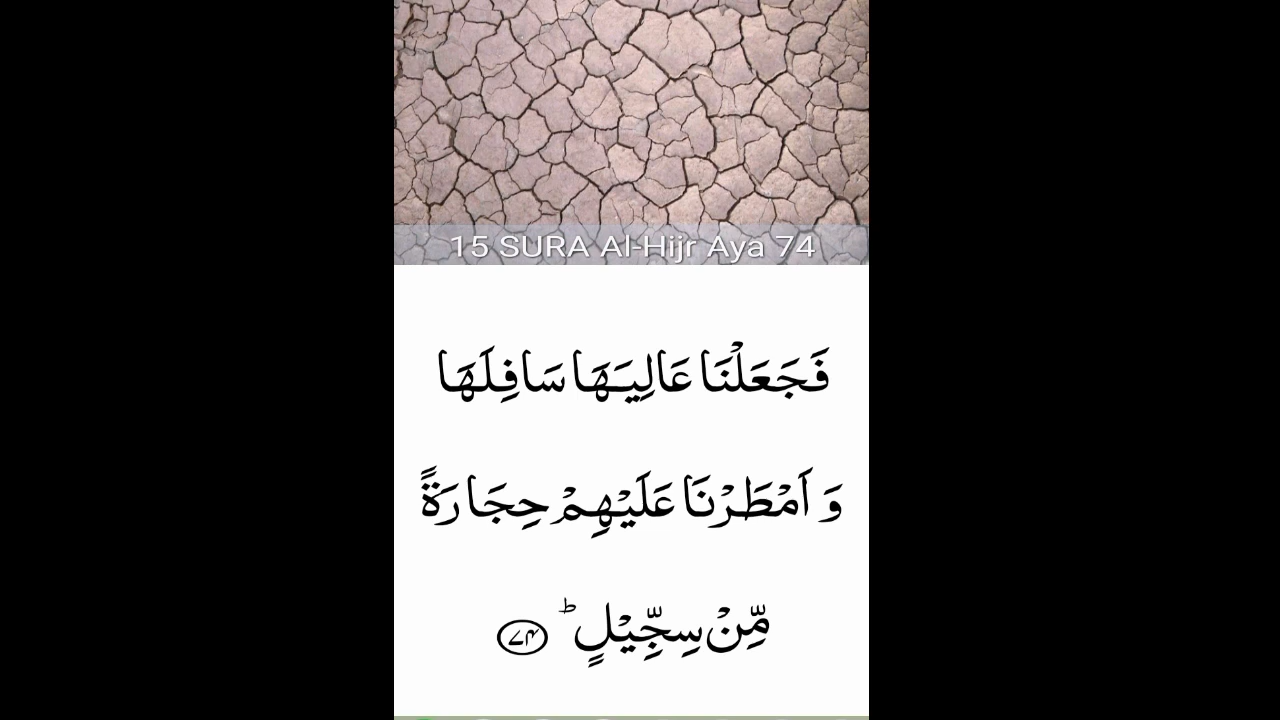 15 SURA Al-Hijr Aya 74
فَجَعَلْنَا عَالِيَهَا سَافِلَهَا
وَ اَمْطَرْنَا عَلَيْهِمْ حِجَارَةً
مِّنْ سِجِّيْلٍ ؕ ﴿۷۴﴾